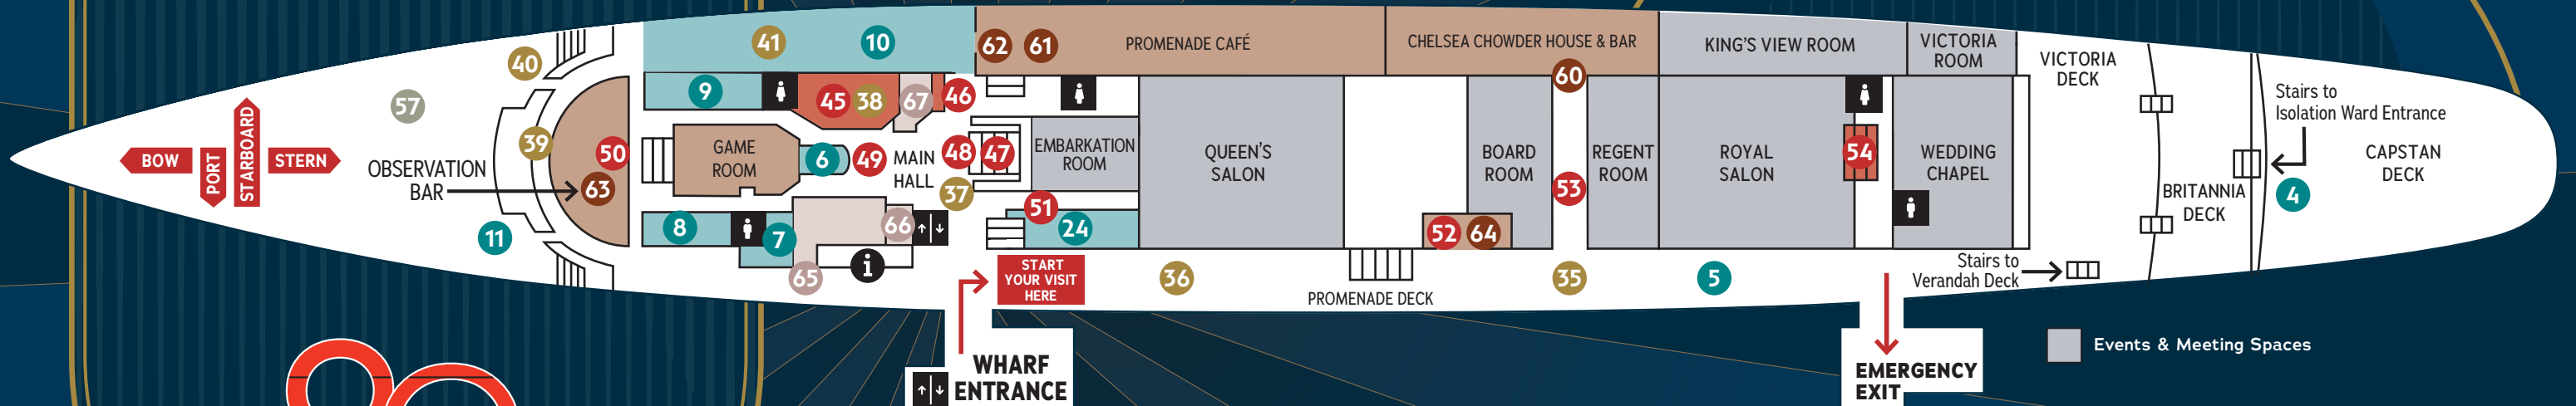 40
57
BOW
PORT
STARBOARD
STERN
OBSERVATION
BAR
11
39
50
63
41
10
9
45
38
67
46
GAME
ROOM
6
49
MAIN
HALL
48
47
37
8
7
66
65
i
62
61
PROMENADE CAFÉ
CHELSEA CHOWDER HOUSE & BAR
60
KING'S VIEW ROOM
VICTORIA
ROOM
EMBARKATION
ROOM
51
24
START
YOUR VISIT
HERE
QUEEN'S
SALON
BOARD
ROOM
52
64
53
REGENT
ROOM
ROYAL
SALON
54
WEDDING
CHAPEL
36
PROMENADE DECK
35
5
VICTORIA
DECK
Stairs to
Isolation Ward Entrance
BRITANNIA
DECK
4
CAPSTAN
DECK
Stairs to
Verandah Deck
WHARF
ENTRANCE
EMERGENCY
EXIT
Events & Meeting Spaces